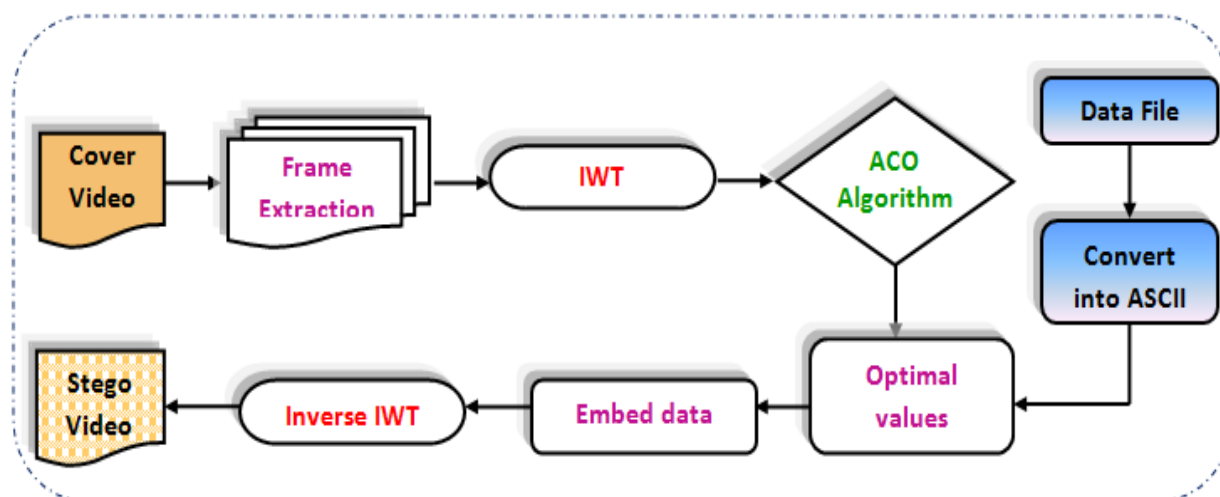 Cover
Video
Frame
Extraction
IWT
ACO
Algorithm
Data File
Convert
into ASCII
Stego
Video
Inverse IWT
Embed data
Optimal
values